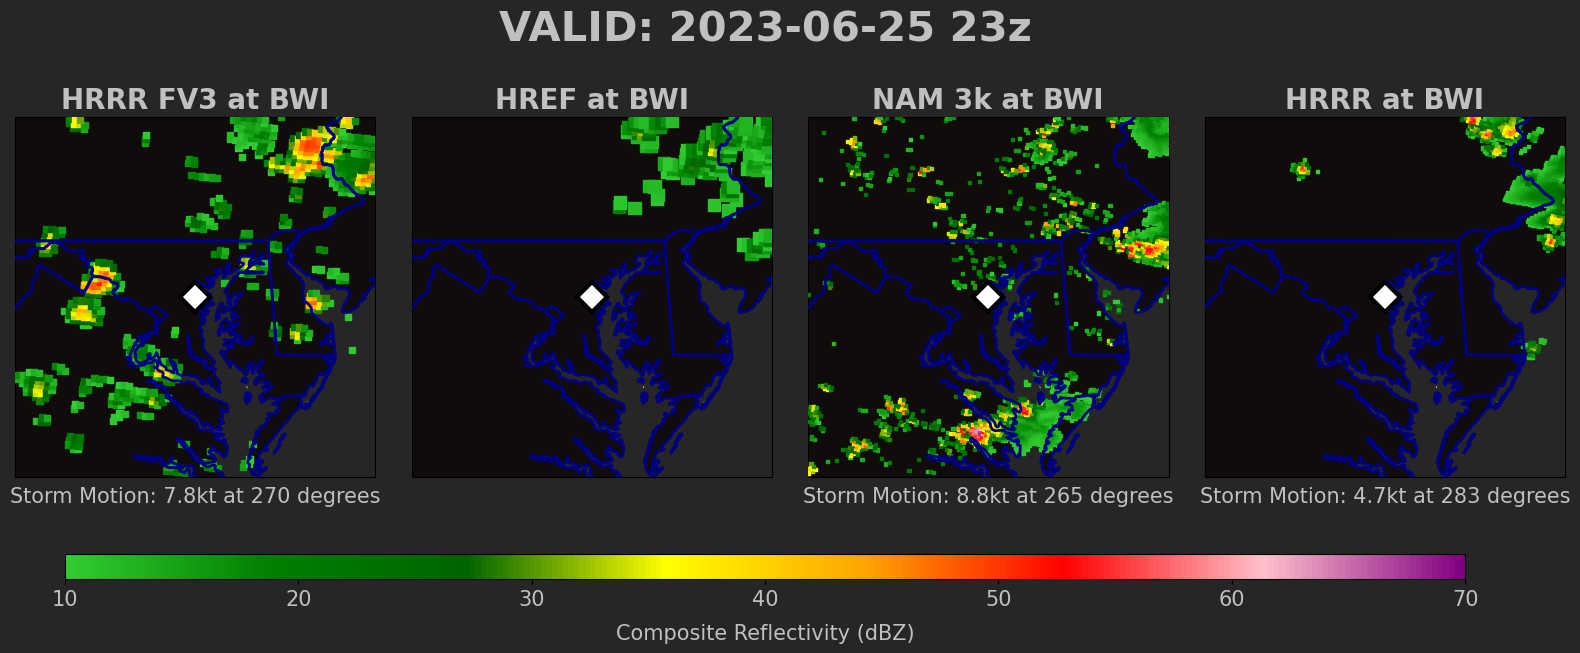 VALID: 2023-06-25 23z
HRRR FV3 at BWI
HREF at BWI
NAM 3k at BWI
HRRR at BWI
Storm Motion: 7.8kt at 270 degrees
Storm Motion: 8.8kt at 265 degrees
Storm Motion: 4.7kt at 283 degrees
10 20 30 40 50 60 70
Composite Reflectivity (dBZ)